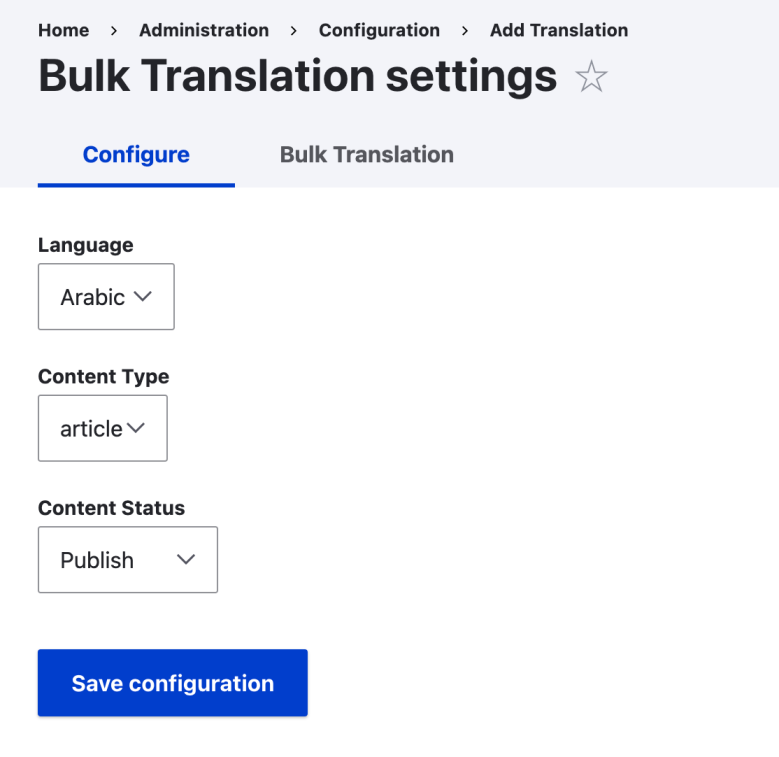 Home > Administration > Configuration > Add Translation
Bulk Translation settings
Configure Bulk Translation
Language
Arabic
Content Type
article
Content Status
Publish
Save configuration